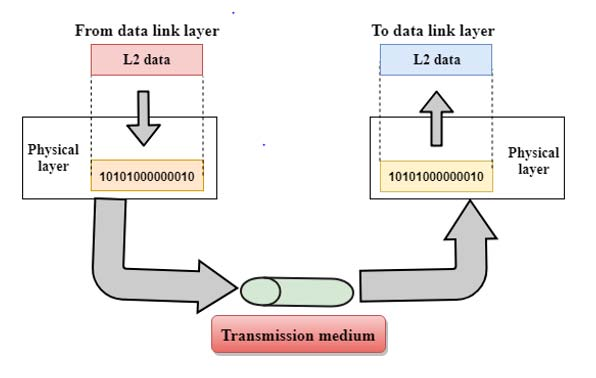 From data link layer
To data link layer
L2 data
L2 data
Physical
layer
Physical
layer
10101000000010
10101000000010
Transmission medium